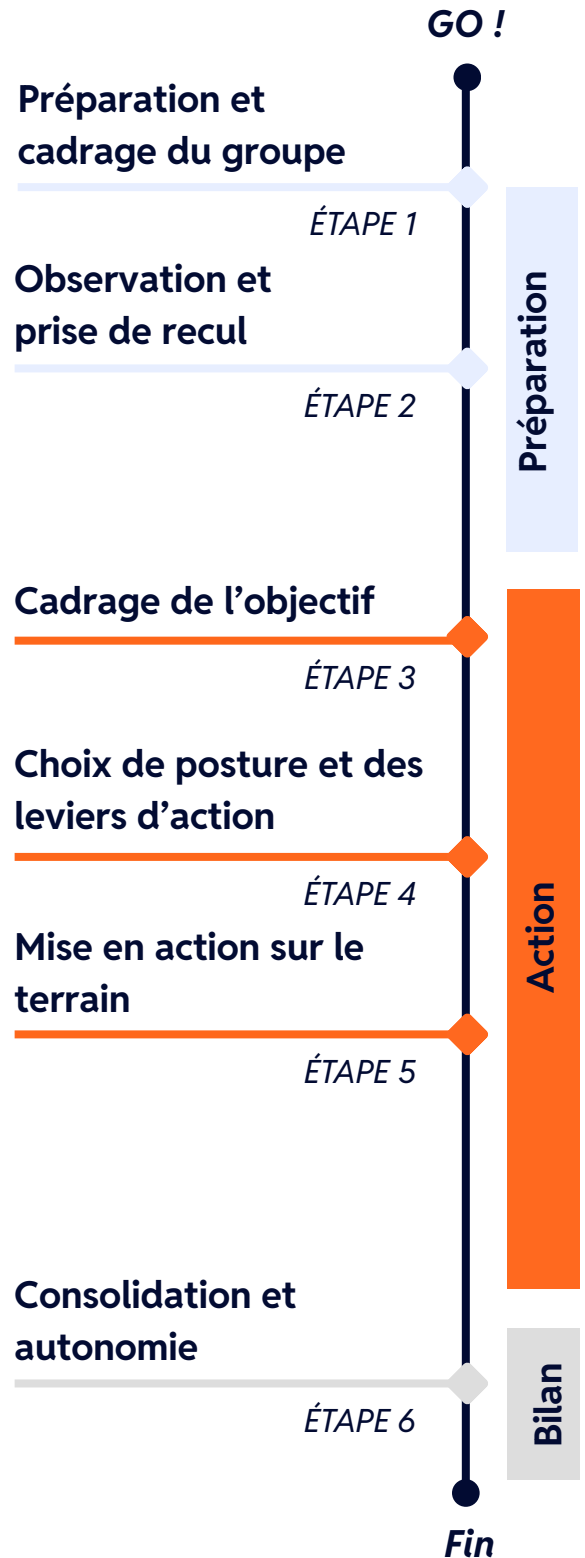 GO !
Préparation et
cadrage du groupe
ÉTAPE 1
Observation et
prise de recul
ÉTAPE 2
Préparation
Cadrage de l’objectif
ÉTAPE 3
Choix de posture et des
leviers d’action
ÉTAPE 4
Mise en action sur le
terrain
ÉTAPE 5
Action
Consolidation et
autonomie
ÉTAPE 6
Bilan
Fin